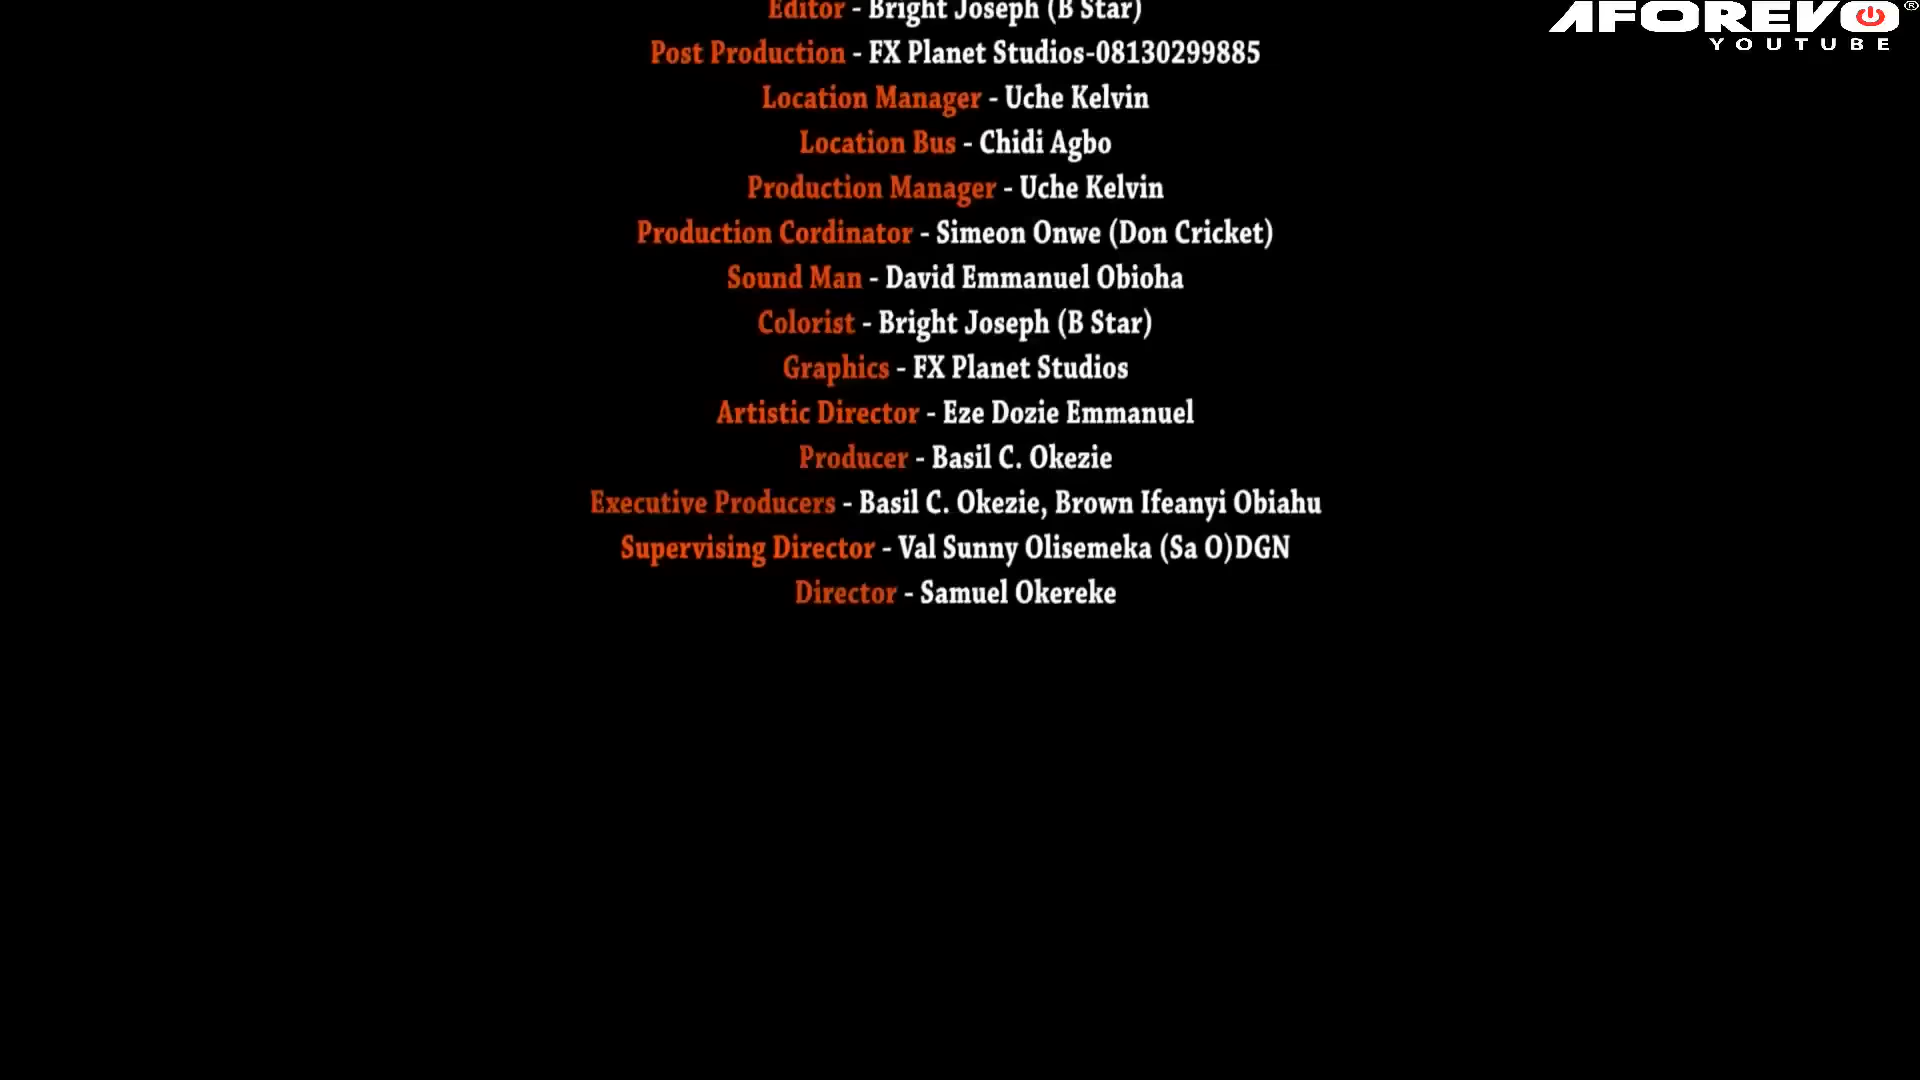 Editor - Bright Joseph (B Star)
AFOREVO®
YOUTUBE
Post Production - FX Planet Studios-08130299885
Location Manager - Uche Kelvin
Location Bus - Chidi Agbo
Production Manager - Uche Kelvin
Production Cordinator - Simeon Onwe (Don Cricket)
Sound Man - David Emmanuel Obioha
Colorist - Bright Joseph (B Star)
Graphics - FX Planet Studios
Artistic Director - Eze Dozie Emmanuel
Producer - Basil C. Okezie
Executive Producers - Basil C. Okezie, Brown Ifeanyi Obiahu
Supervising Director - Val Sunny Olisemeka (Sa O)DGN
Director - Samuel Okereke